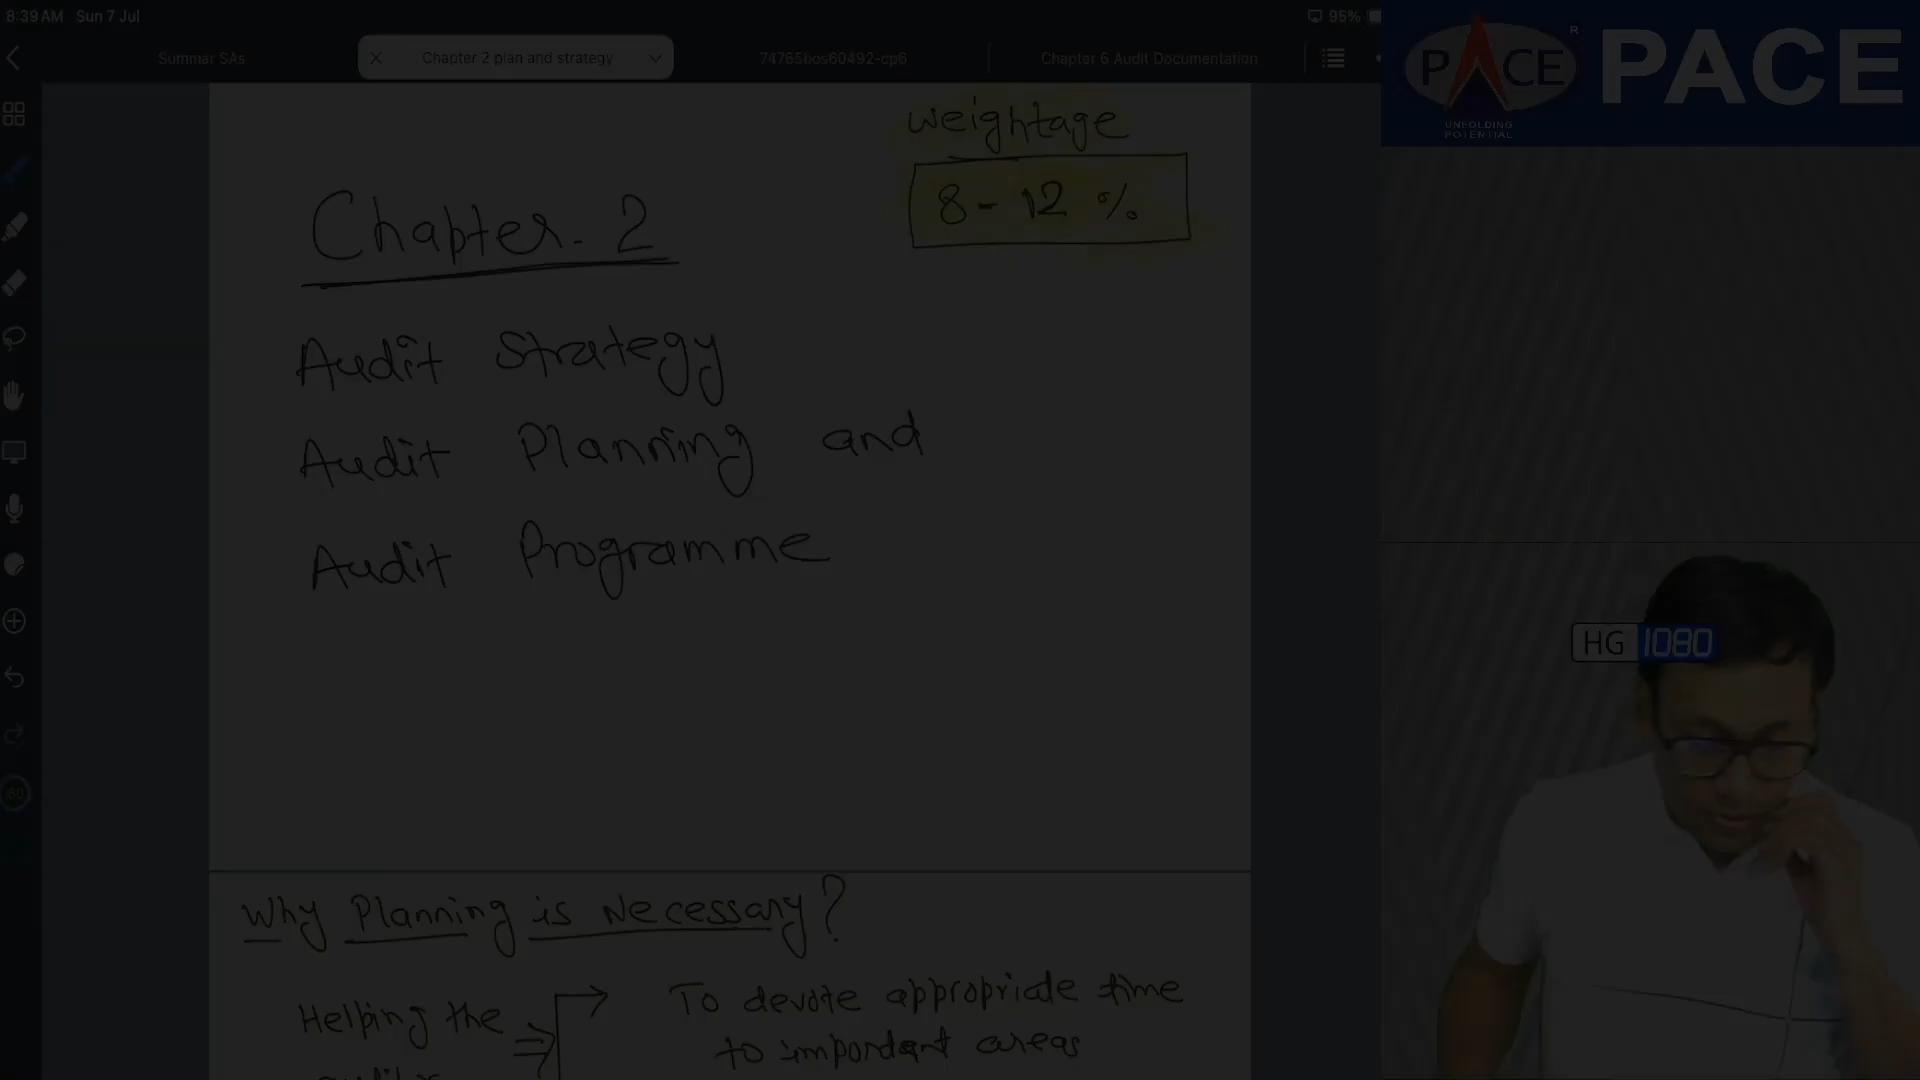 8:39 AM Sun 7 Jul
95%
Summar SAs
Chapter 2 plan and strategy
74765bos60492-cp6
Chapter 6 Audit Documentation
PACE
UNFOLDING
POTENTIAL
®
PACE
weightage
8 - 12 %
Chapter. 2
Audit Strategy
Audit Planning and
Audit Programme
HG 1080
Why Planning is Necessary?
Helping the
To devote appropriate time
to important areas